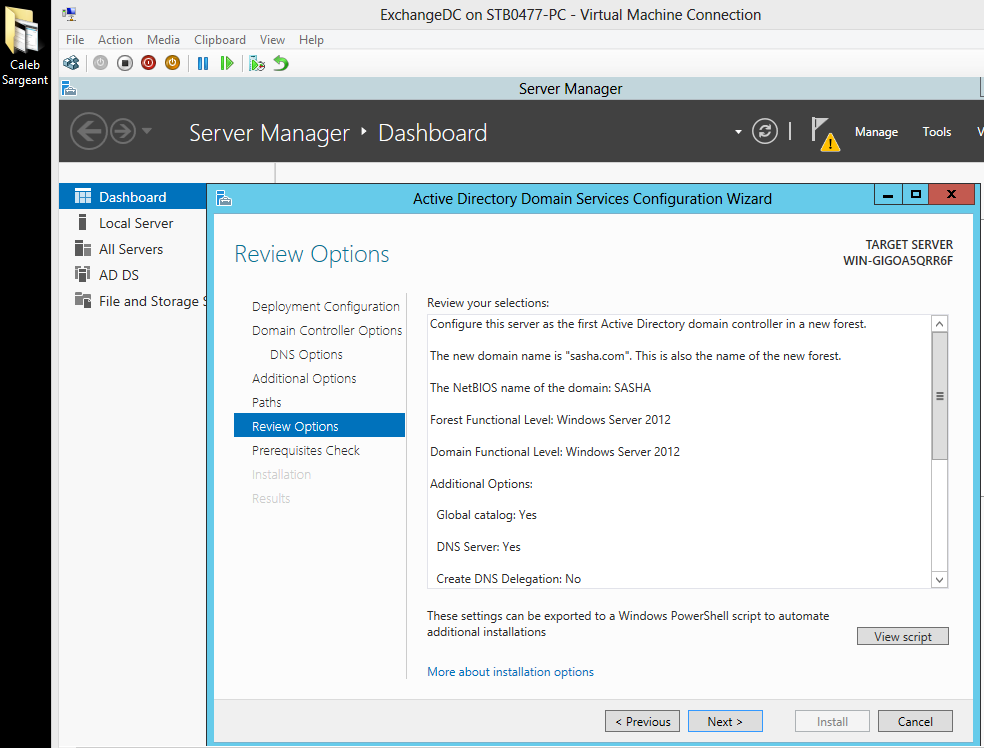 Caleb
Sargeant
ExchangeDC on STB0477-PC - Virtual Machine Connection
File Action Media Clipboard View Help
Server Manager
Server Manager Dashboard
Manage Tools V
Dashboard
Local Server
All Servers
AD DS
File and Storage S
Active Directory Domain Services Configuration Wizard
Review Options
TARGET SERVER
WIN-GIGOA5QRR6F
Deployment Configuration
Domain Controller Options
DNS Options
Additional Options
Paths
Review Options
Prerequisites Check
Installation
Results
Review your selections:
Configure this server as the first Active Directory domain controller in a new forest.
The new domain name is "sasha.com". This is also the name of the new forest.
The NetBIOS name of the domain: SASHA
Forest Functional Level: Windows Server 2012
Domain Functional Level: Windows Server 2012
Additional Options:
Global catalog: Yes
DNS Server: Yes
Create DNS Delegation: No
These settings can be exported to a Windows PowerShell script to automate
additional installations
View script
More about installation options
< Previous Next > Install Cancel